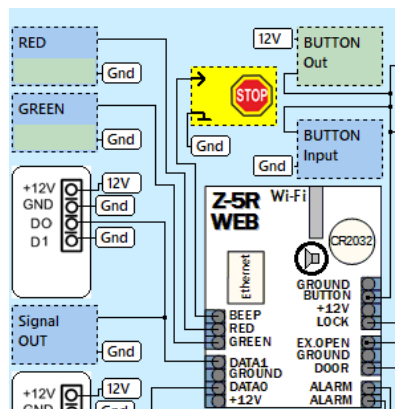 RED
Gnd
GREEN
Gnd
12V
BUTTON
Out
STOP
Gnd
BUTTON
Input
Gnd
+12V
GND
DO
D1
12V
Gnd
Gnd
Z-5R
WEB
Wi-Fi
CR2032
Ethernet
GROUND
BUTTON
+12V
LOCK
BEEP
RED
GREEN
EX.OPEN
GROUND
DOOR
Signal
OUT
Gnd
DATA1
GROUND
DATA0
+12V
ALARM
ALARM
+12V
GND
12V
Gnd